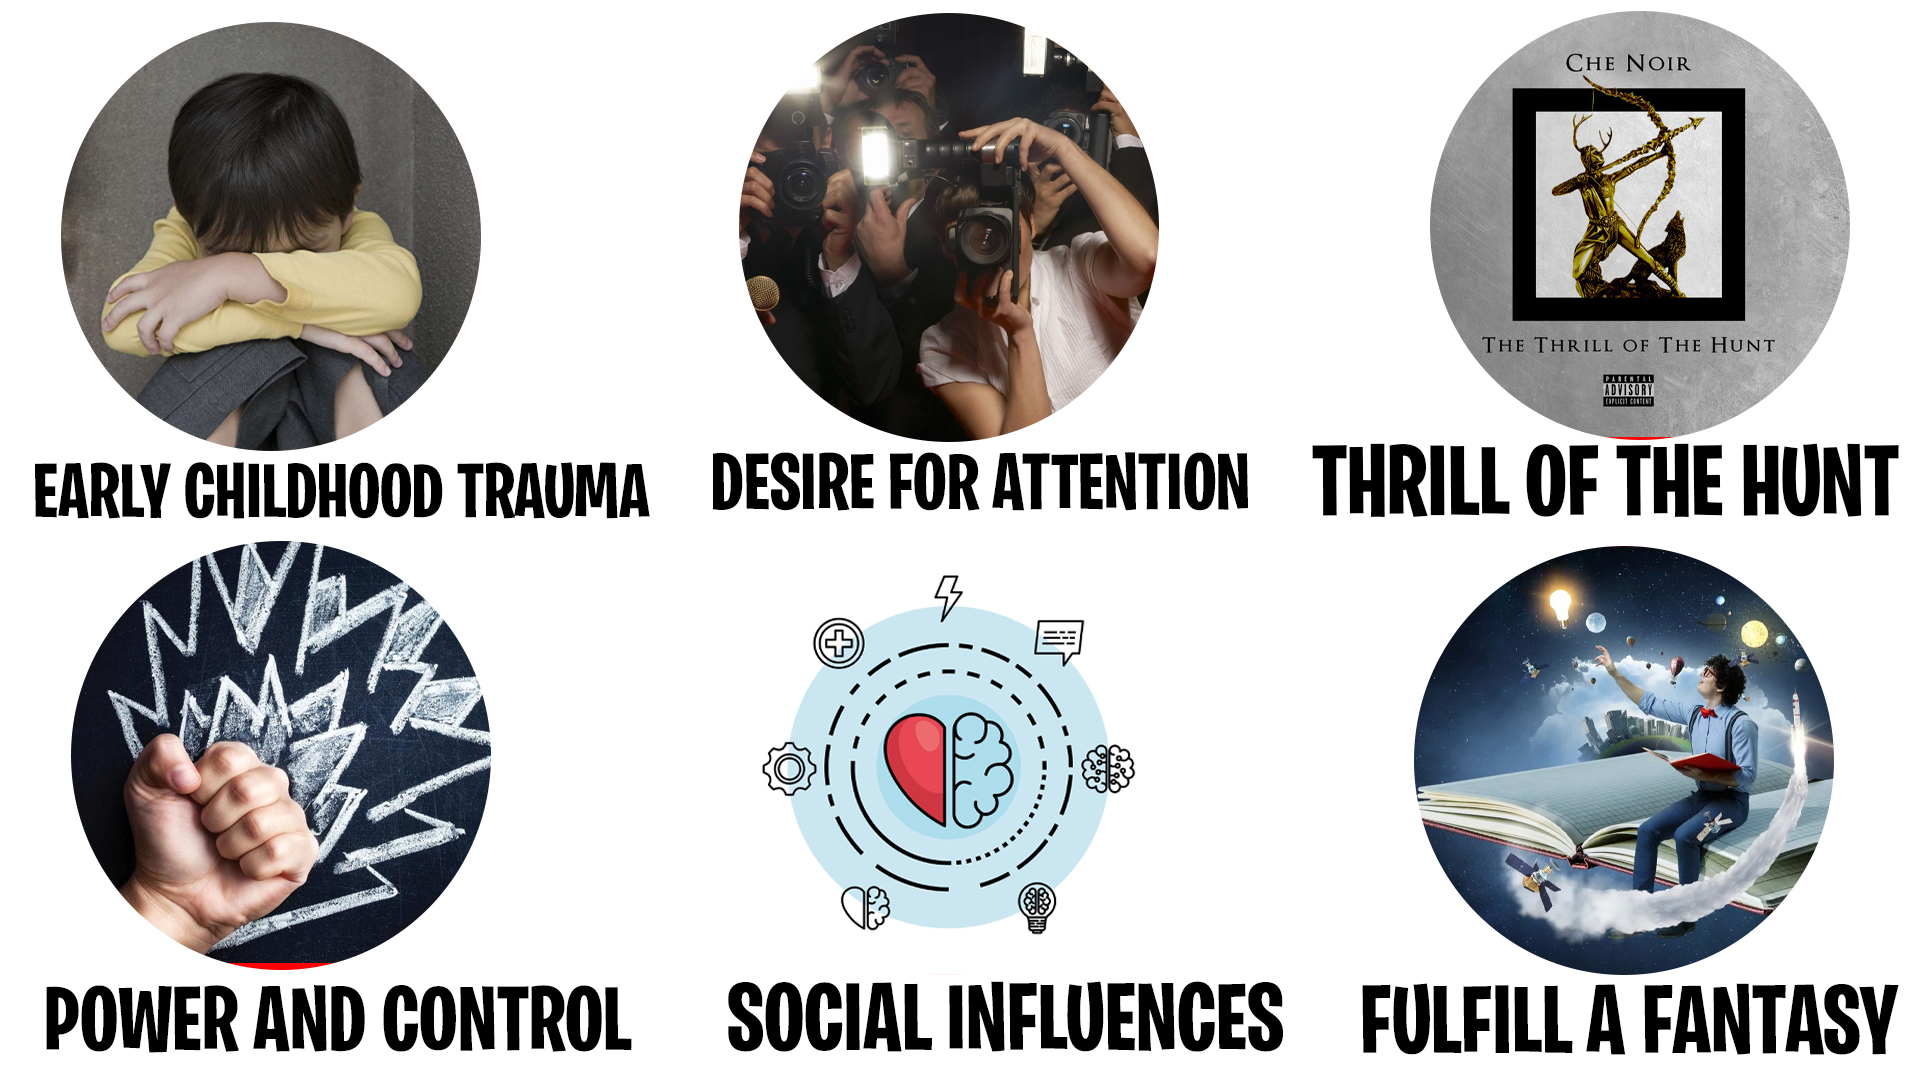 CHE NOIR
THE THRILL OF THE HUNT
PARENTAL
ADVISORY
EXPLICIT CONTENT
EARLY CHILDHOOD TRAUMA
DESIRE FOR ATTENTION
THRILL OF THE HUNT
POWER AND CONTROL
SOCIAL INFLUENCES
FULFILL A FANTASY